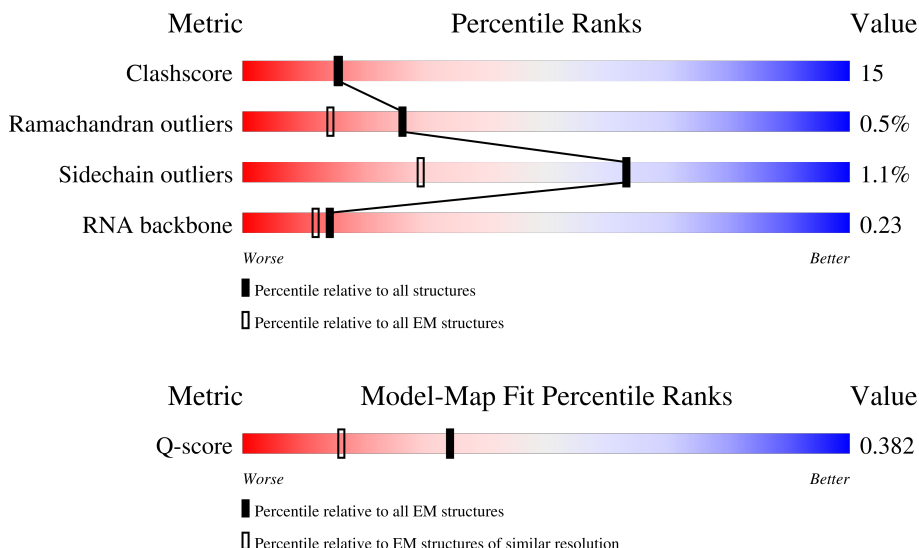 Metric Percentile Ranks Value
Clashscore 15
Ramachandran outliers 0.5%
Sidechain outliers 1.1%
RNA backbone 0.23
Worse Better
Percentile relative to all structures
Percentile relative to all EM structures
Metric Model-Map Fit Percentile Ranks Value
Q-score 0.382
Worse Better
Percentile relative to all EM structures
Percentile relative to EM structures of similar resolution